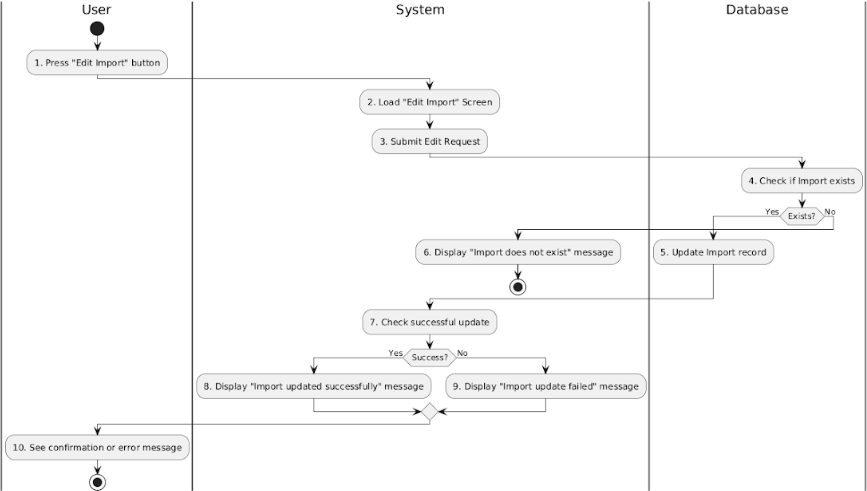 User
System
Database
1. Press "Edit Import" button
2. Load "Edit Import" Screen
3. Submit Edit Request
4. Check if Import exists
Yes
Exists?
No
6. Display "Import does not exist" message
5. Update Import record
7. Check successful update
Yes
Success?
No
8. Display "Import updated successfully" message
9. Display "Import update failed" message
10. See confirmation or error message